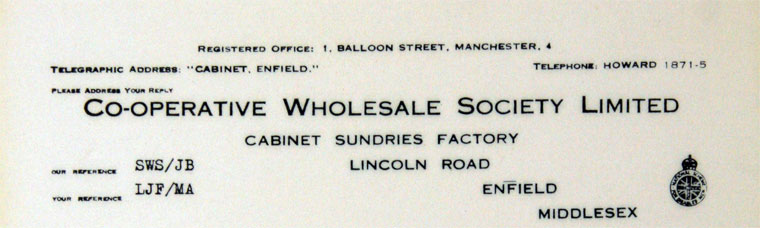 REGISTERED OFFICE: 1, BALLOON STREET, MANCHESTER, 4
TELEGRAPHIC ADDRESS: "CABINET, ENFIELD." TELEPHONE: HOWARD 1871-5
PLEASE ADDRESS YOUR REPLY
CO-OPERATIVE WHOLESALE SOCIETY LIMITED
CABINET SUNDRIES FACTORY
OUR REFERENCE SWS/JB LINCOLN ROAD
YOUR REFERENCE LJF/MA ENFIELD
MIDDLESEX